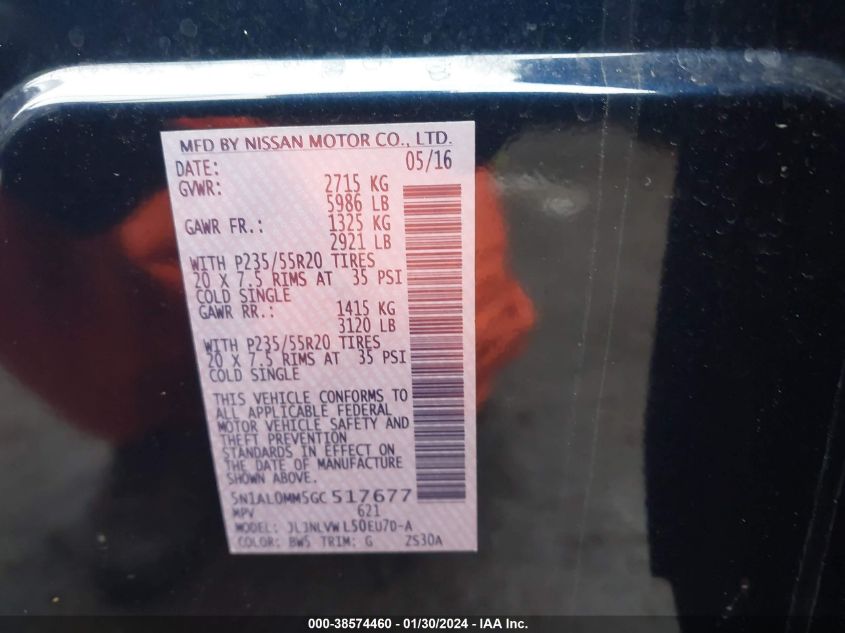 MFD BY NISSAN MOTOR CO., LTD.
DATE: 05/16
GVWR: 2715 KG
5986 LB
GAWR FR.: 1325 KG
2921 LB
WITH P235/55R20 TIRES
20 X 7.5 RIMS AT 35 PSI
COLD SINGLE
GAWR RR.: 1415 KG
3120 LB
WITH P235/55R20 TIRES
20 X 7.5 RIMS AT 35 PSI
COLD SINGLE
THIS VEHICLE CONFORMS TO
ALL APPLICABLE FEDERAL
MOTOR VEHICLE SAFETY AND
THEFT PREVENTION
STANDARDS IN EFFECT ON
THE DATE OF MANUFACTURE
SHOWN ABOVE.
5N1AL0MM5GC517677
MPV 621
MODEL: JLJNLVWL50EU7D-A
COLOR: BW5 TRIM: G 2S30A
000-38574460 - 01/30/2024 - IAA Inc.